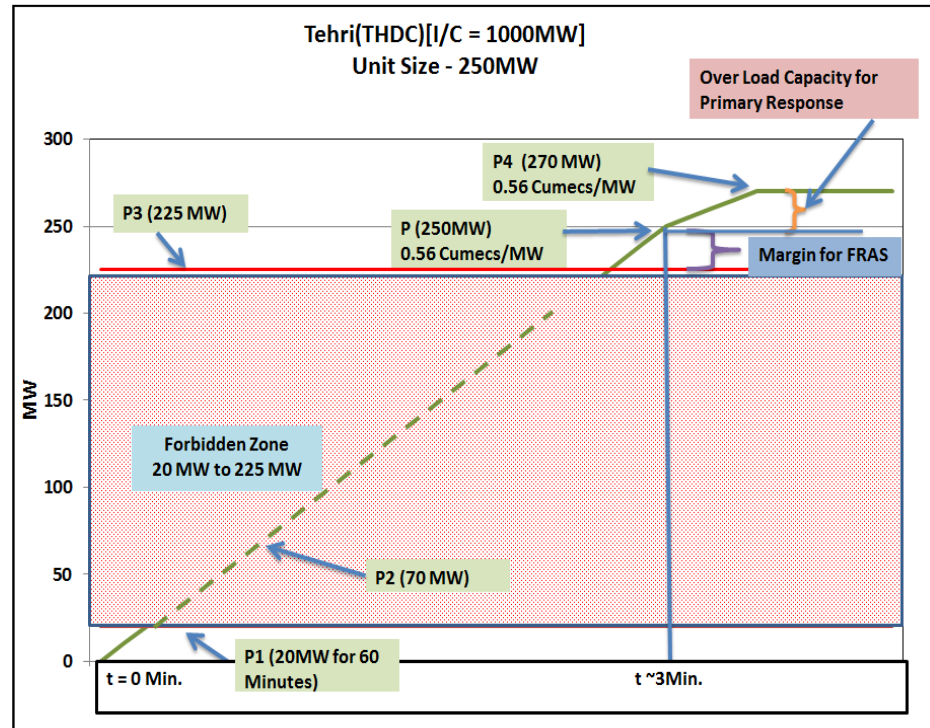 Tehri(THDC)[I/C = 1000MW]
Unit Size - 250MW
Over Load Capacity for
Primary Response
300
250
200
150
100
50
0
MW
P4 (270 MW)
0.56 Cumecs/MW
P3 (225 MW)
P (250MW)
0.56 Cumecs/MW
Margin for FRAS
Forbidden Zone
20 MW to 225 MW
P2 (70 MW)
P1 (20MW for 60
Minutes)
t = 0 Min.
t ~3Min.